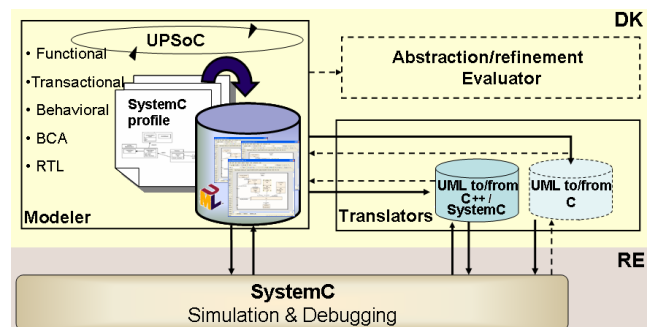 DK
UPSoC
• Functional
•Transactional
• Behavioral
• BCA
• RTL
SystemC
profile
UML
Modeler
Abstraction/refinement
Evaluator
UML to/from
C++ /
SystemC
UML to/from
C
Translators
RE
SystemC
Simulation & Debugging